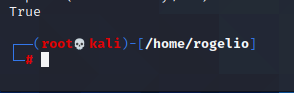 True
┌──(root💀kali)-[/home/rogelio]
└─#